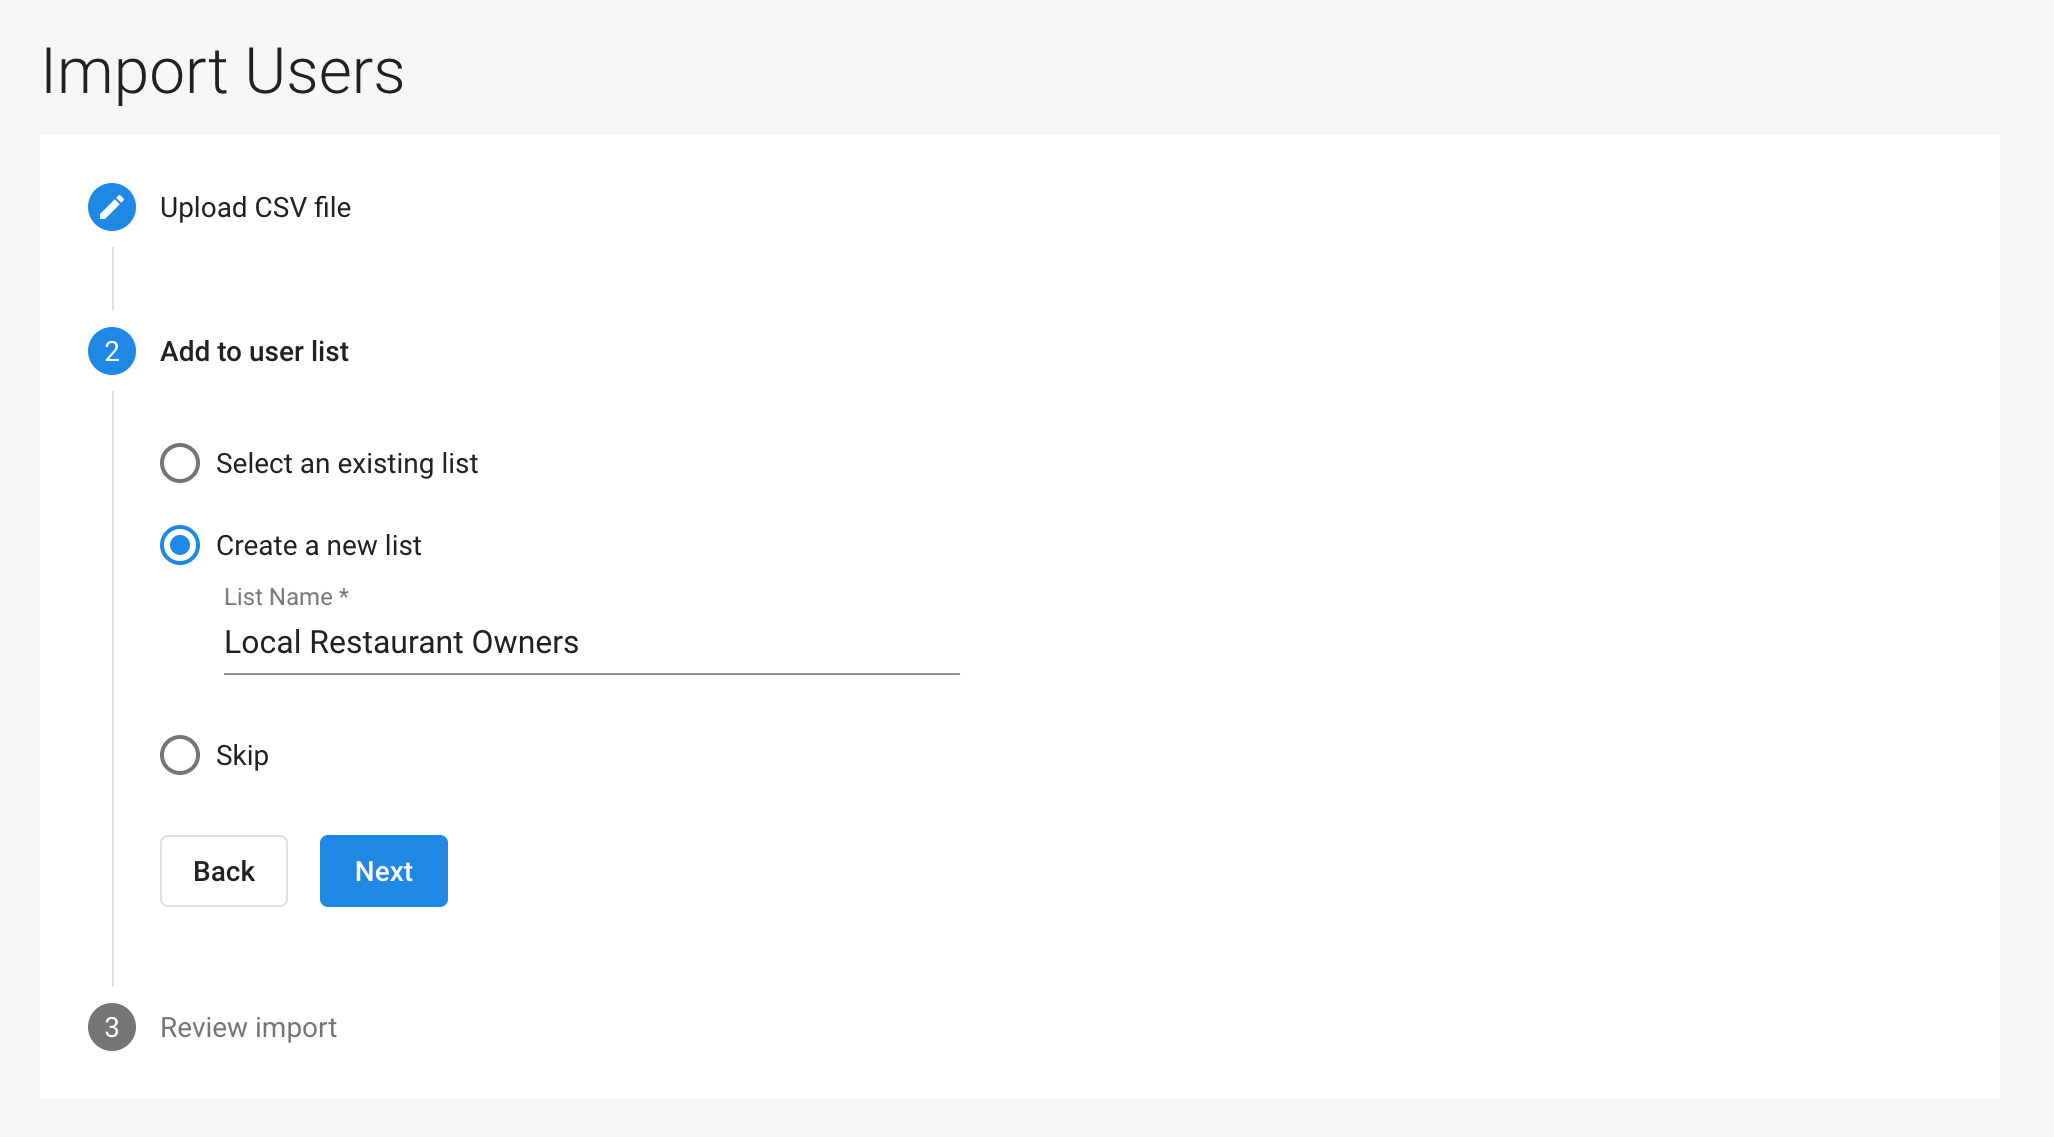 Import Users
Upload CSV file
2 Add to user list
Select an existing list
Create a new list
List Name *
Local Restaurant Owners
Skip
Back Next
3 Review import